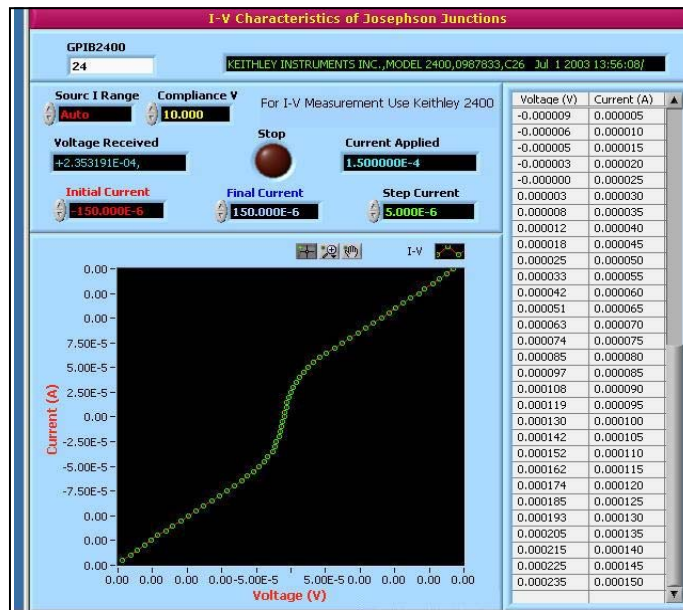 I-V Characteristics of Josephson Junctions
GPIB2400
24
KEITHLEY INSTRUMENTS INC.,MODEL 2400,0987833,C26 Jul 1 2003 13:56:08/
Sourc I Range
Compliance V
For I-V Measurement Use Keithley 2400
Auto
10.000
Voltage Received
Stop
Current Applied
+2.353191E-04,
1.500000E-4
Initial Current
Final Current
Step Current
-150.000E-6
150.000E-6
5.000E-6
I-V
0.00
0.00
0.00
7.50E-5
5.00E-5
2.50E-5
0.00
-2.50E-5
-5.00E-5
-7.50E-5
0.00
0.00
0.00
Current (A)
0.00 0.00 0.00 0.00-5.00E-5 5.00E-5 0.00 0.00 0.00 0.00
Voltage (V)
Voltage (V) Current (A)
-0.000009 0.000005
-0.000006 0.000010
-0.000005 0.000015
-0.000003 0.000020
-0.000000 0.000025
0.000003 0.000030
0.000008 0.000035
0.000012 0.000040
0.000018 0.000045
0.000025 0.000050
0.000033 0.000055
0.000042 0.000060
0.000051 0.000065
0.000063 0.000070
0.000074 0.000075
0.000085 0.000080
0.000097 0.000085
0.000108 0.000090
0.000119 0.000095
0.000130 0.000100
0.000142 0.000105
0.000152 0.000110
0.000162 0.000115
0.000174 0.000120
0.000185 0.000125
0.000193 0.000130
0.000205 0.000135
0.000215 0.000140
0.000225 0.000145
0.000235 0.000150